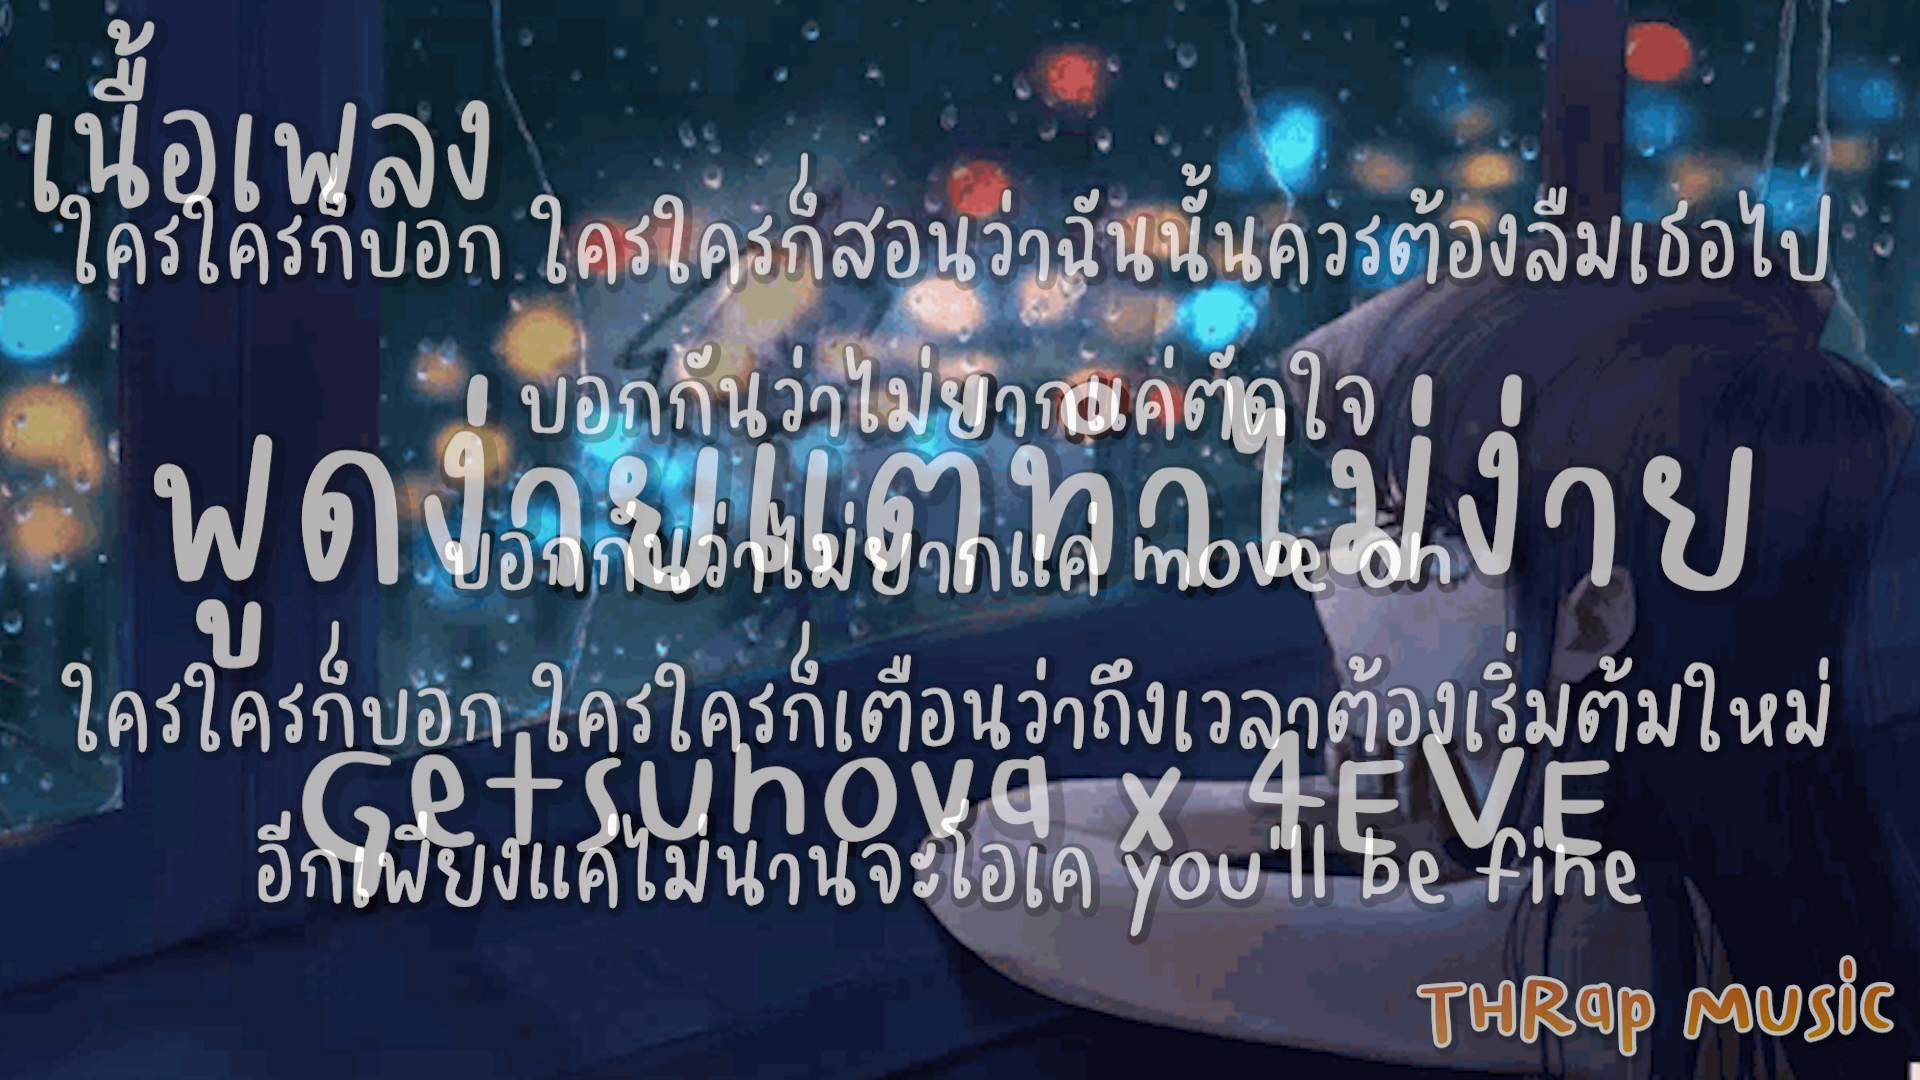 เนื้อเพลง
ใครใครก็บอก ใครใครก็สอนว่าฉันนั้นควรต้องลืมเธอไป
บอกกันว่าไม่ยากแค่ตัดใจ
พูดง่ายแต่ทำไม่ง่าย
บอกกันว่าไม่ยากแค่ move on
ใครใครก็บอก ใครใครก็เตือนว่าถึงเวลาต้องเริ่มต้มใหม่
Getsunova x 4EVE
อีกเพียงแค่ไม่นานจะโอเค you'll be fine
THRap MUSic